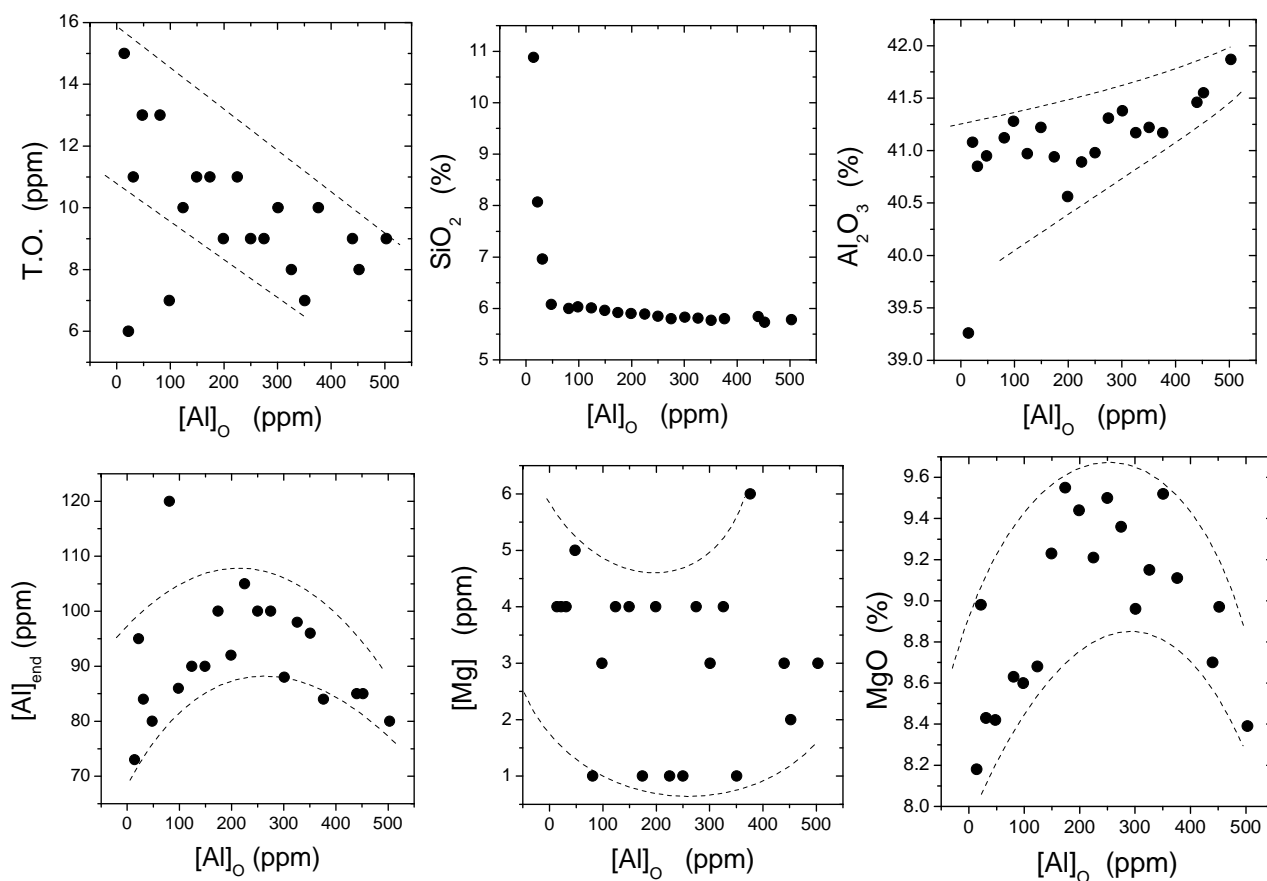 16
14
12
10
8
6
T.O. (ppm)
0 100 200 300 400 500
[Al]O (ppm)
11
10
9
8
7
6
5
SiO2 (%)
0 100 200 300 400 500
[Al]O (ppm)
42.0
41.5
41.0
40.5
40.0
39.5
39.0
Al2O3 (%)
0 100 200 300 400 500
[Al]O (ppm)
120
110
100
90
80
70
[Al]end (ppm)
0 100 200 300 400 500
[Al]O (ppm)
6
5
4
3
2
1
[Mg] (ppm)
0 100 200 300 400 500
[Al]O (ppm)
9.6
9.4
9.2
9.0
8.8
8.6
8.4
8.2
8.0
MgO (%)
0 100 200 300 400 500
[Al]O (ppm)